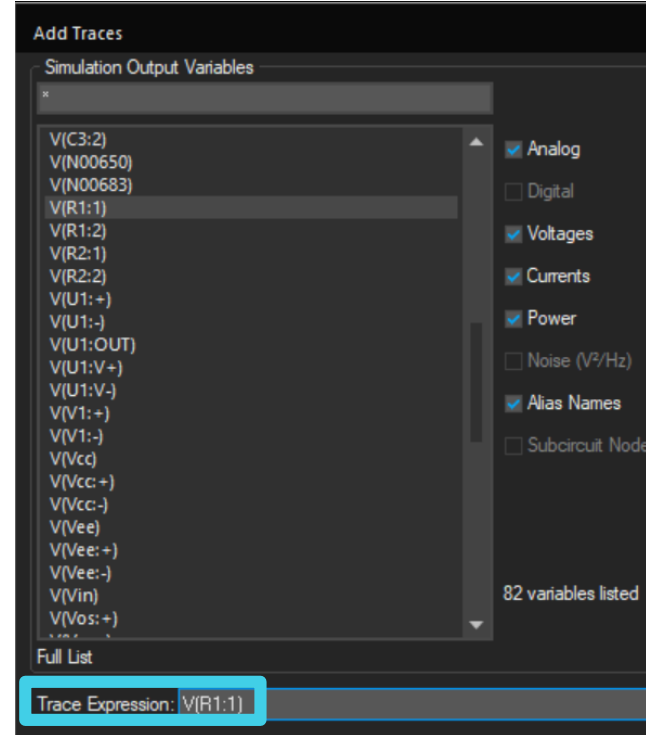 Add Traces
Simulation Output Variables
*
V(C3:2)
V(N00650)
V(N00683)
V(R1:1)
V(R1:2)
V(R2:1)
V(R2:2)
V(U1:+)
V(U1:-)
V(U1:OUT)
V(U1:V+)
V(U1:V-)
V(V1:+)
V(V1:-)
V(Vcc)
V(Vcc:+)
V(Vcc:-)
V(Vee)
V(Vee:+)
V(Vee:-)
V(Vin)
V(Vos:+)
Analog
Digital
Voltages
Currents
Power
Noise (V²/Hz)
Alias Names
Subcircuit Node
82 variables listed
Full List
Trace Expression: V(R1:1)